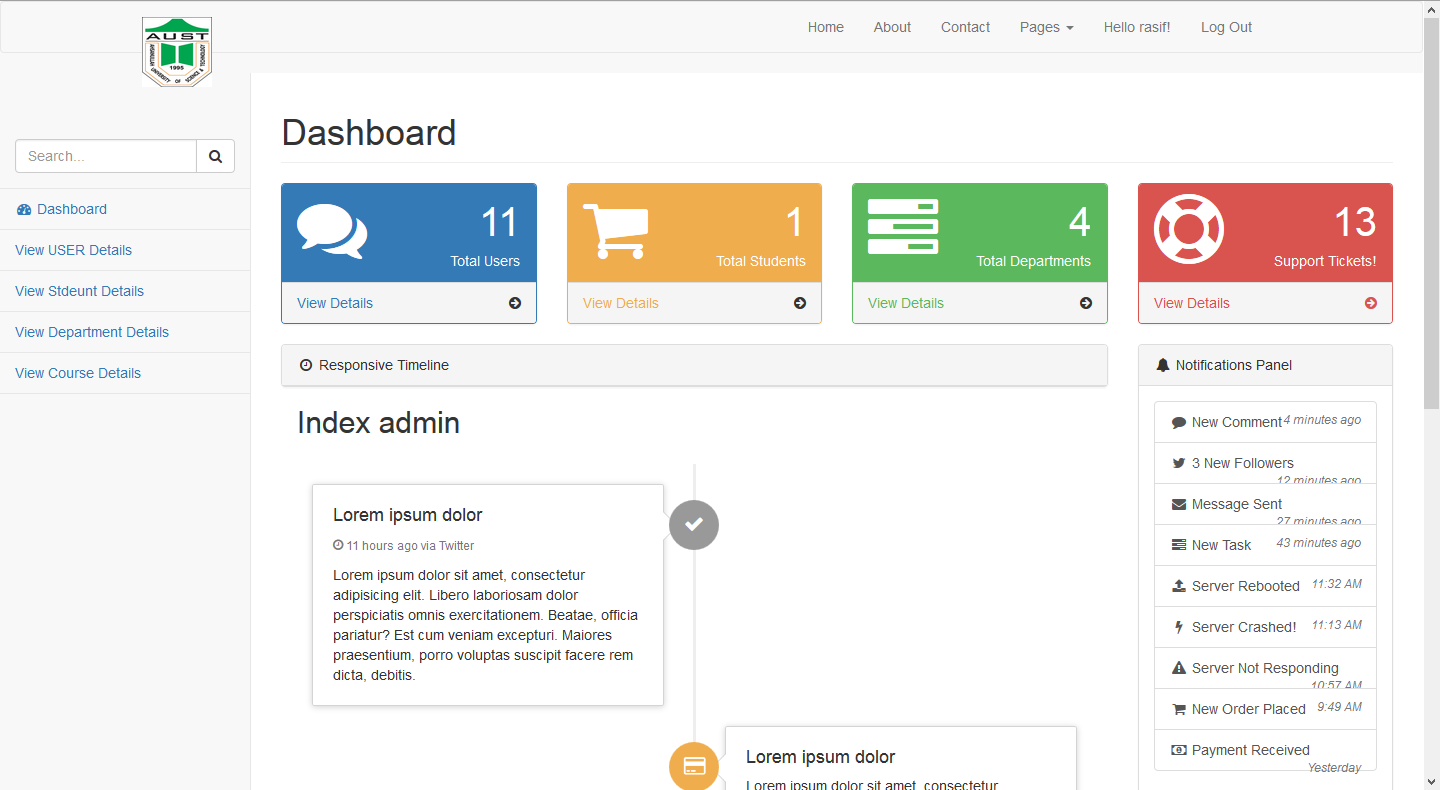 AUST
1995
AHSANULLAH UNIVERSITY OF SCIENCE & TECHNOLOGY
Home
About
Contact
Pages
Hello rasif!
Log Out
Search...
Dashboard
View USER Details
View Stdeunt Details
View Department Details
View Course Details
Dashboard
11
Total Users
View Details
1
Total Students
View Details
4
Total Departments
View Details
13
Support Tickets!
View Details
Responsive Timeline
Index admin
Lorem ipsum dolor
11 hours ago via Twitter
Lorem ipsum dolor sit amet, consectetur
adipisicing elit. Libero laboriosam dolor
perspiciatis omnis exercitationem. Beatae, officia
pariatur? Est cum veniam excepturi. Maiores
praesentium, porro voluptas suscipit facere rem
dicta, debitis.
Lorem ipsum dolor
Lorem ipsum dolor sit amet, consectetur
Notifications Panel
New Comment 4 minutes ago
3 New Followers
12 minutes ago
Message Sent
27 minutes ago
New Task 43 minutes ago
Server Rebooted 11:32 AM
Server Crashed! 11:13 AM
Server Not Responding
10:57 AM
New Order Placed 9:49 AM
Payment Received
Yesterday